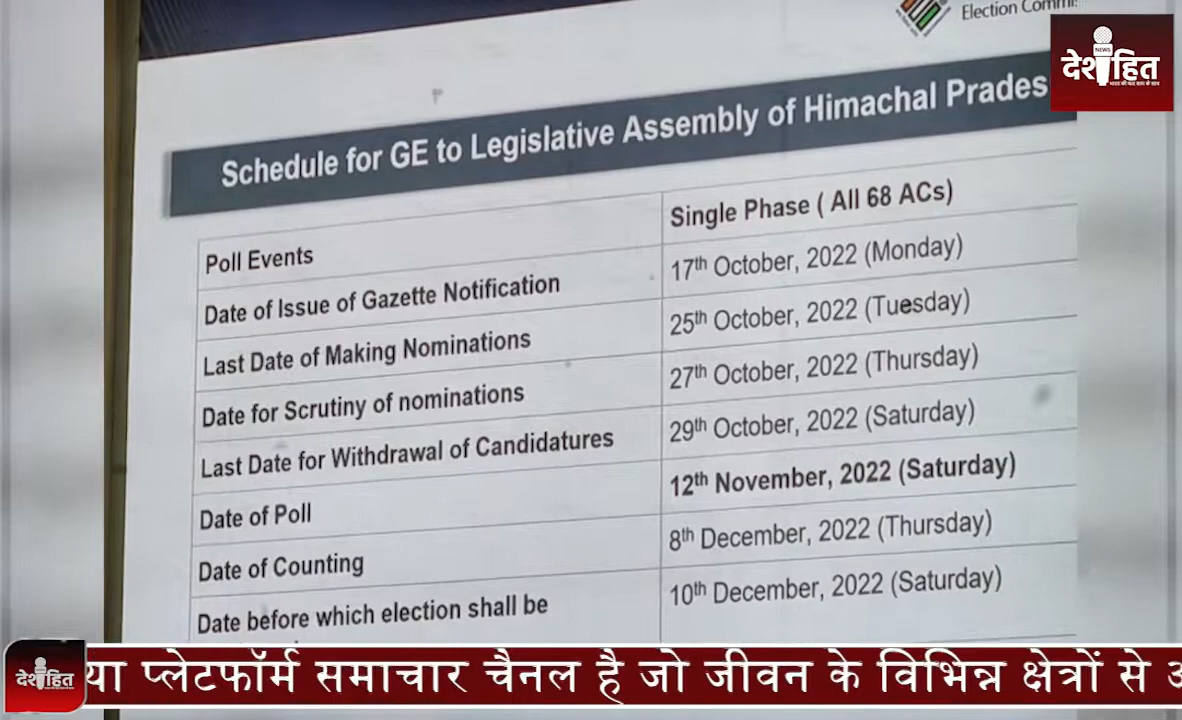 Election Comm
देशहित
NEWS
Schedule for GE to Legislative Assembly of Himachal Prades
Poll Events Single Phase ( All 68 ACs)
Date of Issue of Gazette Notification 17th October, 2022 (Monday)
Last Date of Making Nominations 25th October, 2022 (Tuesday)
Date for Scrutiny of nominations 27th October, 2022 (Thursday)
Last Date for Withdrawal of Candidatures 29th October, 2022 (Saturday)
Date of Poll 12th November, 2022 (Saturday)
Date of Counting 8th December, 2022 (Thursday)
Date before which election shall be 10th December, 2022 (Saturday)
देशहित
या प्लेटफॉर्म समाचार चैनल है जो जीवन के विभिन्न क्षेत्रों से